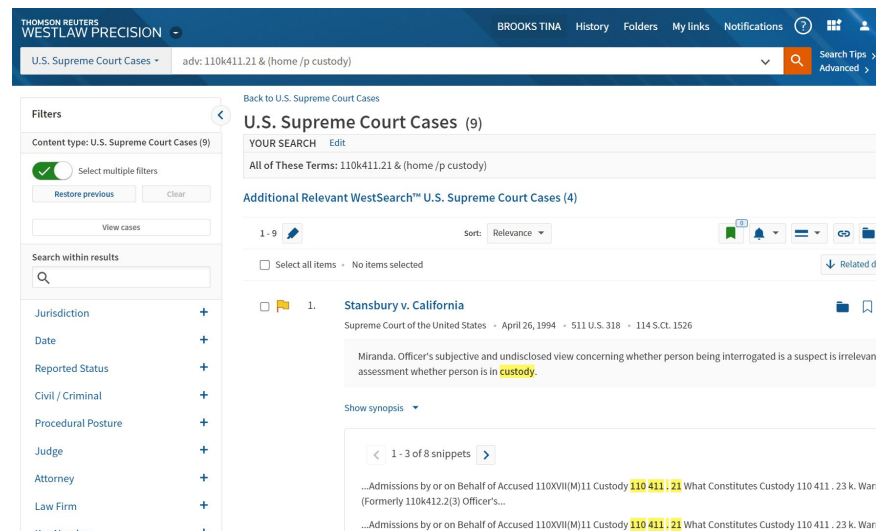 THOMSON REUTERS
WESTLAW PRECISION
BROOKS TINA History Folders My links Notifications ?
U.S. Supreme Court Cases adv: 110k411.21 & (home /p custody)
Search Tips
Advanced
Back to U.S. Supreme Court Cases
Filters
U.S. Supreme Court Cases (9)
Content type: U.S. Supreme Court Cases (9)
YOUR SEARCH Edit
Select multiple filters
All of These Terms: 110k411.21 & (home /p custody)
Restore previous Clear
Additional Relevant WestSearch™ U.S. Supreme Court Cases (4)
View cases
1 - 9 Sort: Relevance 0
Search within results
Select all items • No items selected Related d
Jurisdiction +
1. Stansbury v. California
Supreme Court of the United States • April 26, 1994 • 511 U.S. 318 • 114 S.Ct. 1526
Date +
Miranda. Officer's subjective and undisclosed view concerning whether person being interrogated is a suspect is irrelevan
assessment whether person is in custody.
Reported Status +
Civil / Criminal +
Show synopsis
Procedural Posture +
Judge +
1 - 3 of 8 snippets
Attorney +
...Admissions by or on Behalf of Accused 110XVII(M)11 Custody 110 411 . 21 What Constitutes Custody 110 411 . 23 k. War
(Formerly 110k412.2(3) Officer's...
Law Firm +
...Admissions by or on Behalf of Accused 110XVII(M)11 Custody 110 411 . 21 What Constitutes Custody 110 411 . 23 k. War